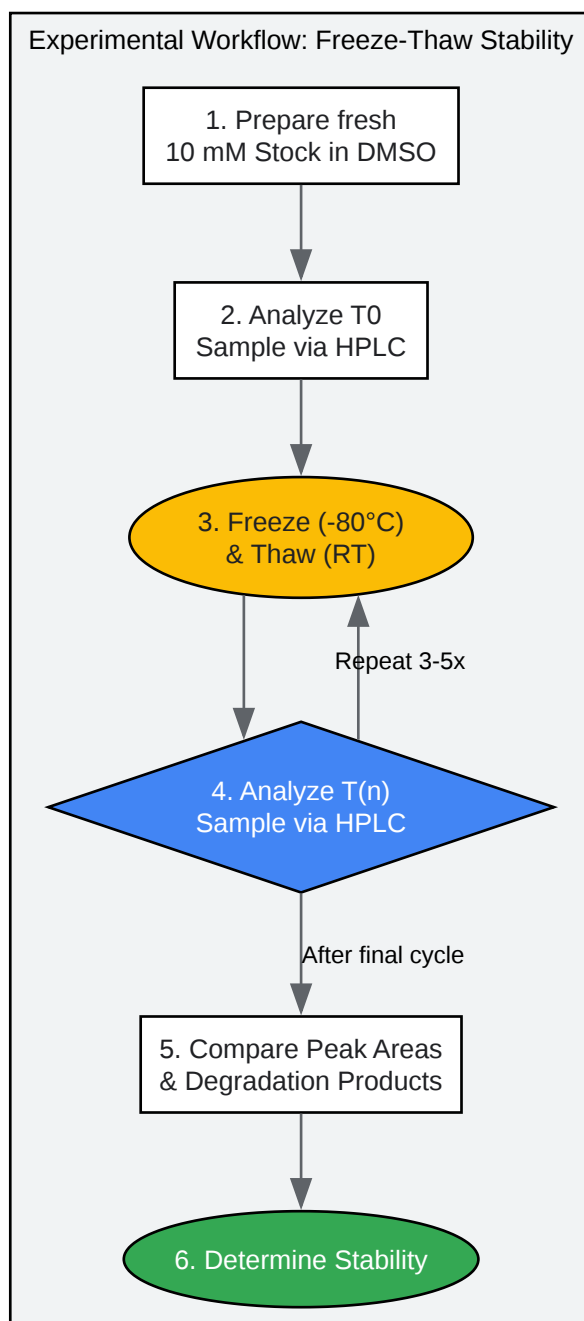 Experimental Workflow: Freeze-Thaw Stability
1. Prepare fresh
10 mM Stock in DMSO
2. Analyze T0
Sample via HPLC
3. Freeze (-80°C)
& Thaw (RT)
Repeat 3-5x
4. Analyze T(n)
Sample via HPLC
After final cycle
5. Compare Peak Areas
& Degradation Products
6. Determine Stability